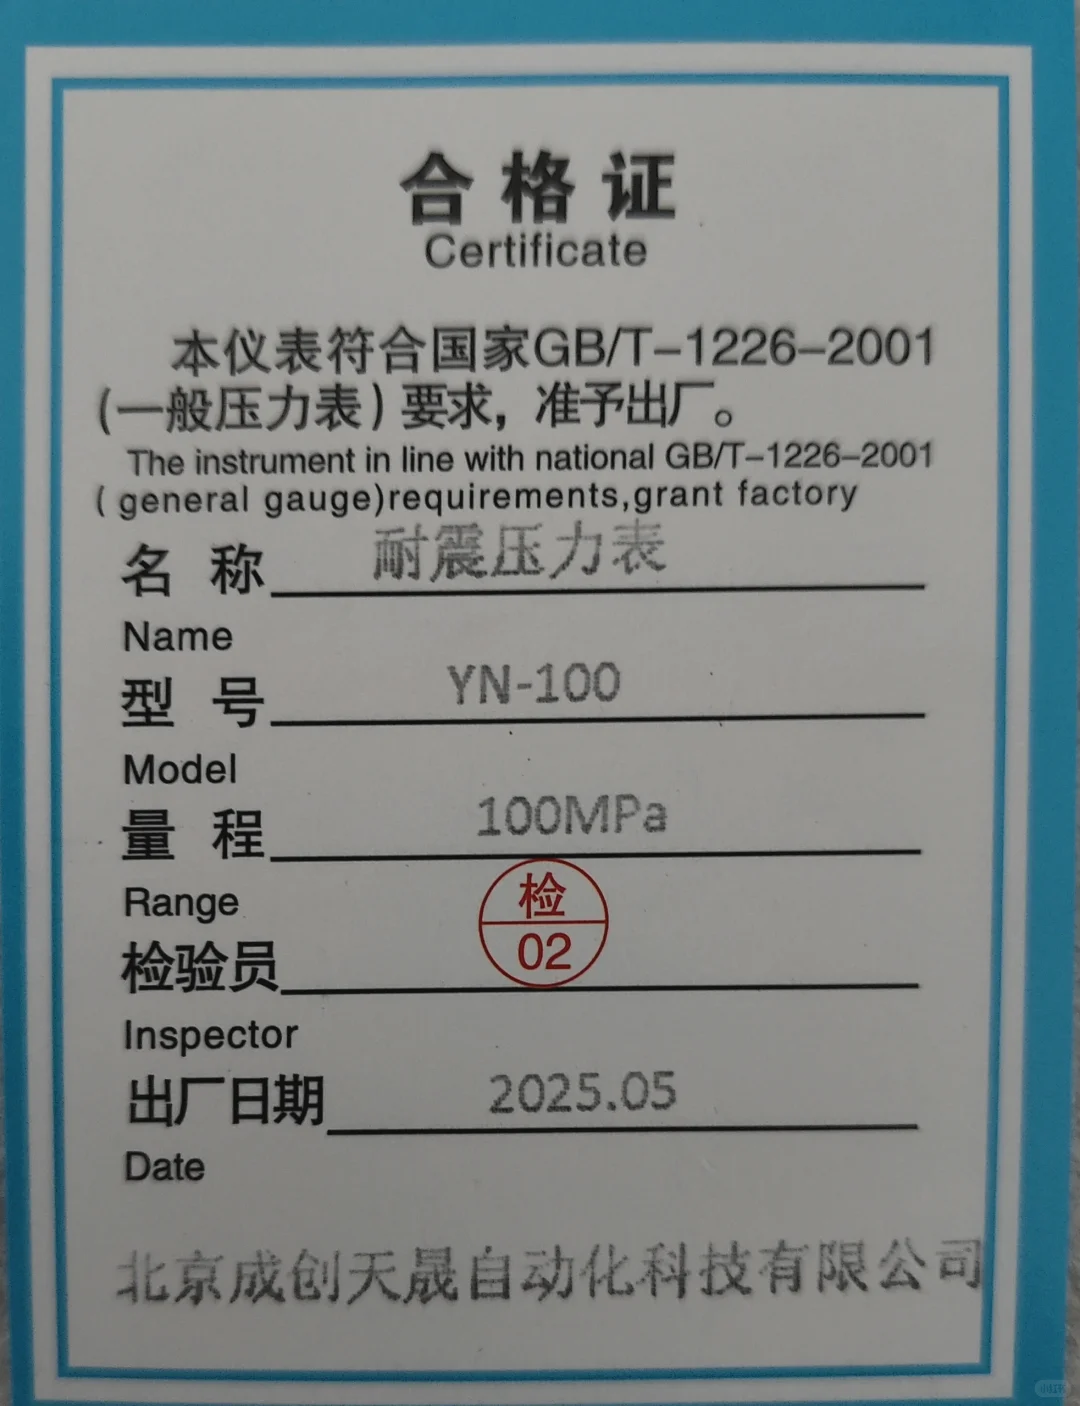 合格证
Certificate
本仪表符合国家GB/T-1226-2001
(一般压力表)要求，准予出厂。
The instrument in line with national GB/T-1226-2001
( general gauge)requirements,grant factory
名 称 耐震压力表
Name
型 号 YN-100
Model
量 程 100MPa
Range
检
02
检验员
Inspector
出厂日期 2025.05
Date
北京成创天晟自动化科技有限公司